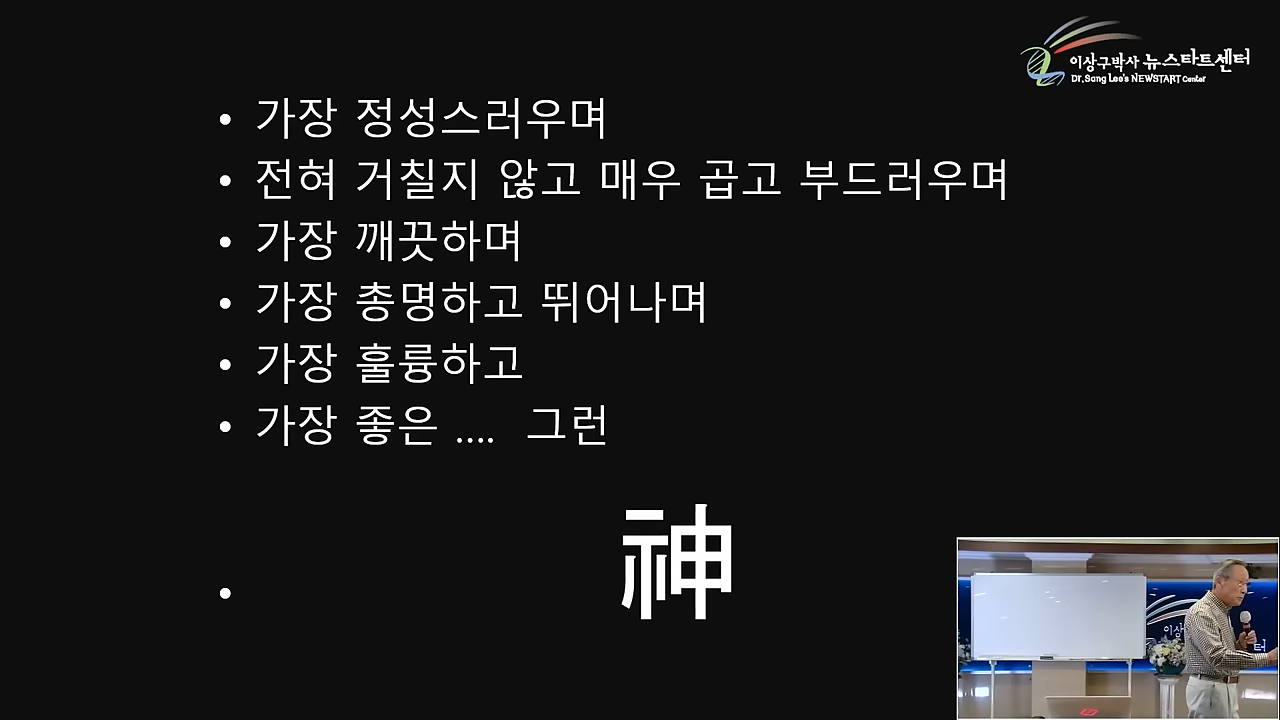 이상구박사 뉴스타트센터
Dr.Sang Lee's NEWSTART Center
• 가장 정성스러우며
• 전혀 거칠지 않고 매우 곱고 부드러우며
• 가장 깨끗하며
• 가장 총명하고 뛰어나며
• 가장 훌륭하고
• 가장 좋은 .... 그런
• 神
이상
터